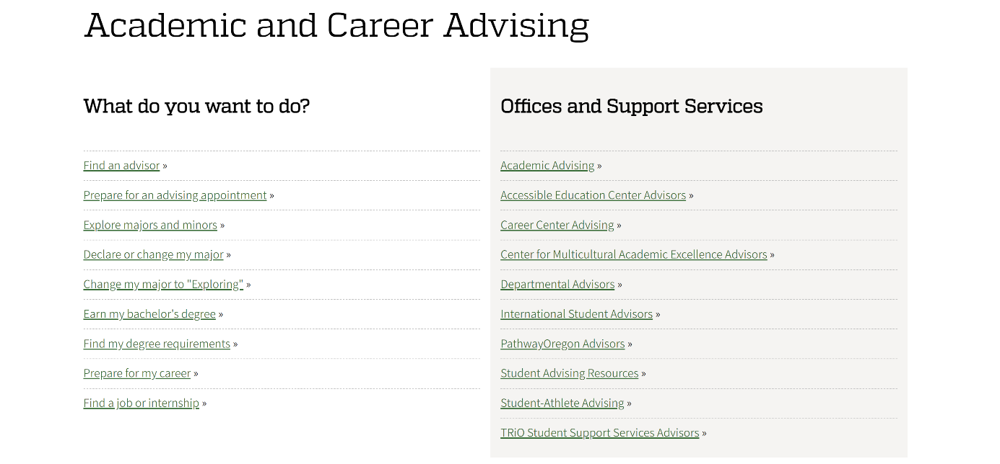 Academic and Career Advising
What do you want to do?
Find an advisor »
Prepare for an advising appointment »
Explore majors and minors »
Declare or change my major »
Change my major to "Exploring" »
Earn my bachelor's degree »
Find my degree requirements »
Prepare for my career »
Find a job or internship »
Offices and Support Services
Academic Advising »
Accessible Education Center Advisors »
Career Center Advising »
Center for Multicultural Academic Excellence Advisors »
Departmental Advisors »
International Student Advisors »
PathwayOregon Advisors »
Student Advising Resources »
Student-Athlete Advising »
TRiO Student Support Services Advisors »